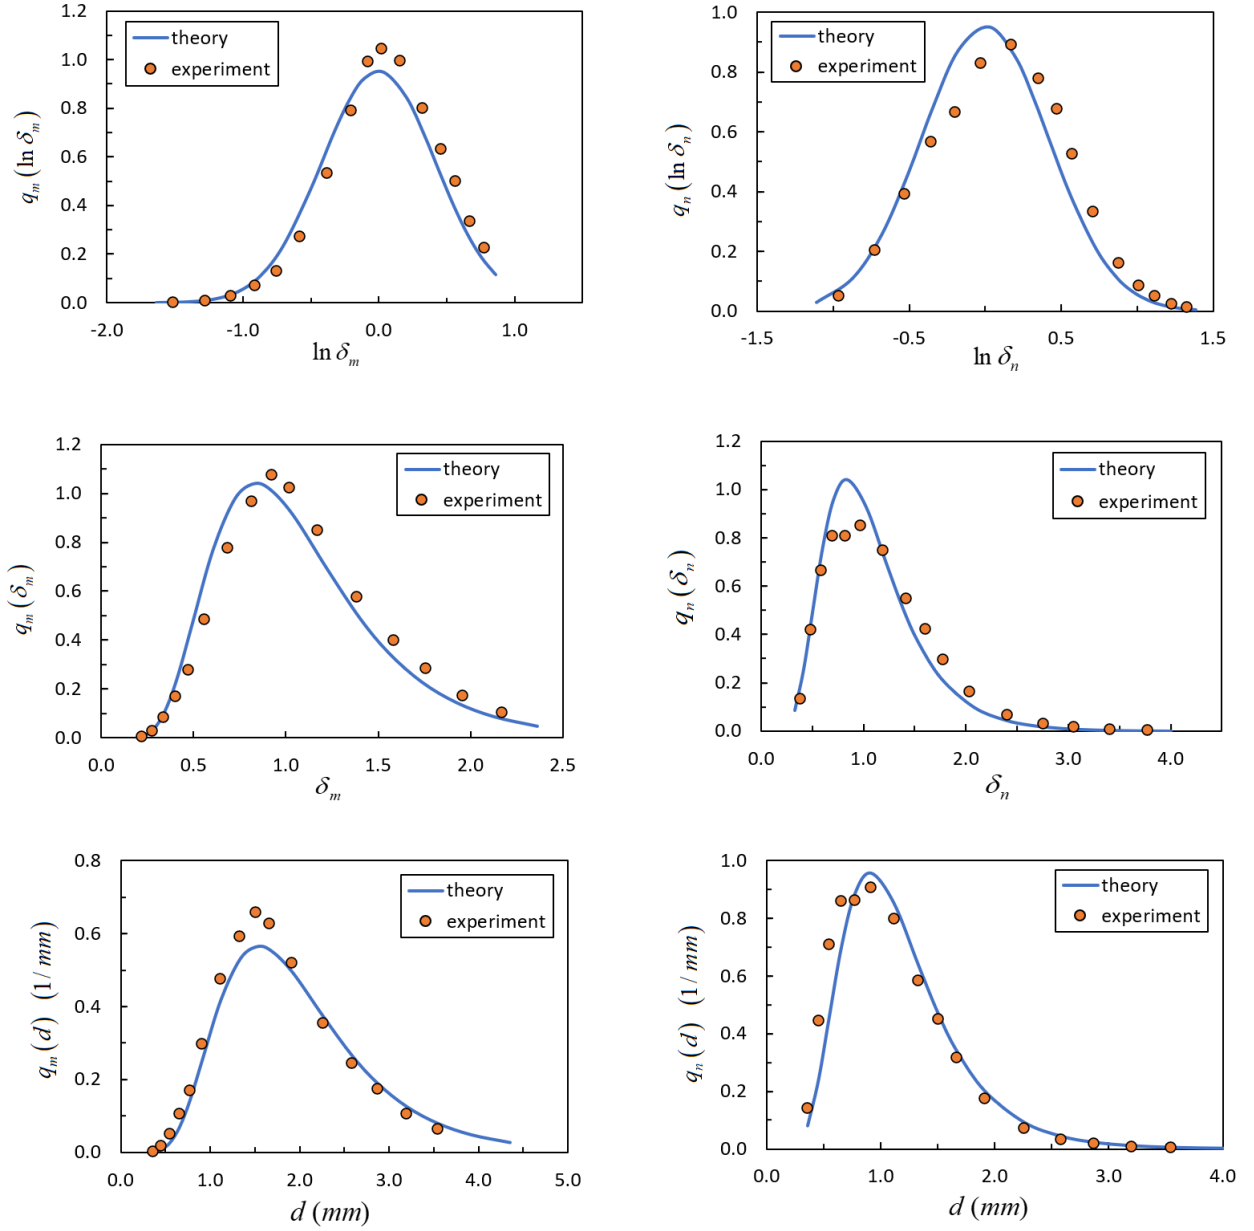 1.2
1.0
0.8
0.6
0.4
0.2
0.0
-2.0 -1.0 0.0 1.0
theory
experiment
q_m (ln δ_m)
ln δ_m
1.0
0.8
0.6
0.4
0.2
0.0
-1.5 -0.5 0.5 1.5
theory
experiment
q_n (ln δ_n)
ln δ_n
1.2
1.0
0.8
0.6
0.4
0.2
0.0
0.0 0.5 1.0 1.5 2.0 2.5
theory
experiment
q_m (δ_m)
δ_m
1.2
1.0
0.8
0.6
0.4
0.2
0.0
0.0 1.0 2.0 3.0 4.0
theory
experiment
q_n (δ_n)
δ_n
0.8
0.6
0.4
0.2
0.0
0.0 1.0 2.0 3.0 4.0 5.0
theory
experiment
q_m (d) (1/mm)
d (mm)
1.0
0.8
0.6
0.4
0.2
0.0
0.0 1.0 2.0 3.0 4.0
theory
experiment
q_n (d) (1/mm)
d (mm)